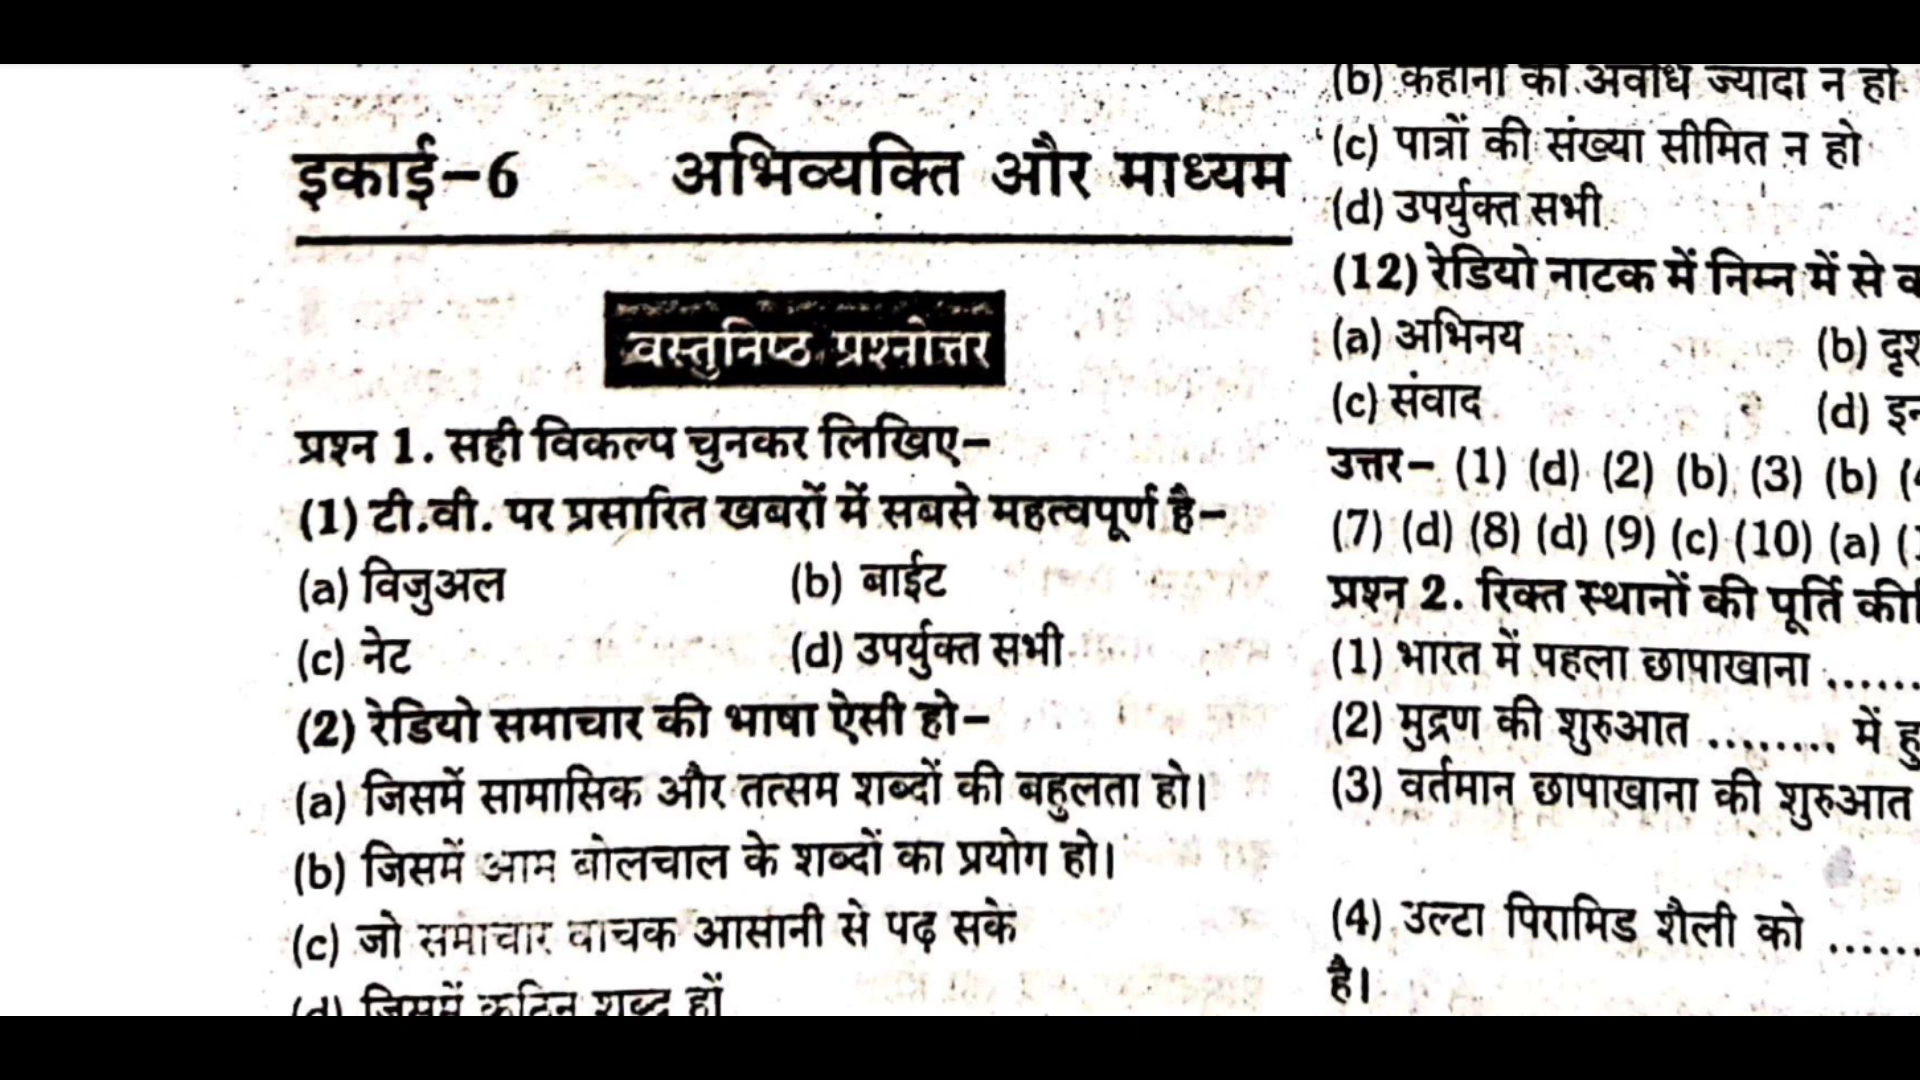 इकाई-6 अभिव्यक्ति और माध्यम
वस्तुनिष्ठ प्रश्नोत्तर
प्रश्न 1. सही विकल्प चुनकर लिखिए-
(1) टी.वी. पर प्रसारित खबरों में सबसे महत्वपूर्ण है-
(a) विजुअल (b) बाईट
(c) नेट (d) उपर्युक्त सभी
(2) रेडियो समाचार की भाषा ऐसी हो-
(a) जिसमें सामासिक और तत्सम शब्दों की बहुलता हो।
(b) जिसमें आम बोलचाल के शब्दों का प्रयोग हो।
(c) जो समाचार वाचक आसानी से पढ़ सके
(d) जिसमें कठिन शब्द हों
(b) कहानी की अवधि ज्यादा न हो
(c) पात्रों की संख्या सीमित न हो
(d) उपर्युक्त सभी
(12) रेडियो नाटक में निम्न में से
(a) अभिनय (b)
(c) संवाद (d)
उत्तर- (1) (d) (2) (b) (3) (b)
(7) (d) (8) (d) (9) (c) (10) (a)
प्रश्न 2. रिक्त स्थानों की पूर्ति
(1) भारत में पहला छापाखाना ......
(2) मुद्रण की शुरुआत ........ में
(3) वर्तमान छापाखाना की शुरुआत
(4) उल्टा पिरामिड शैली को ......
है।